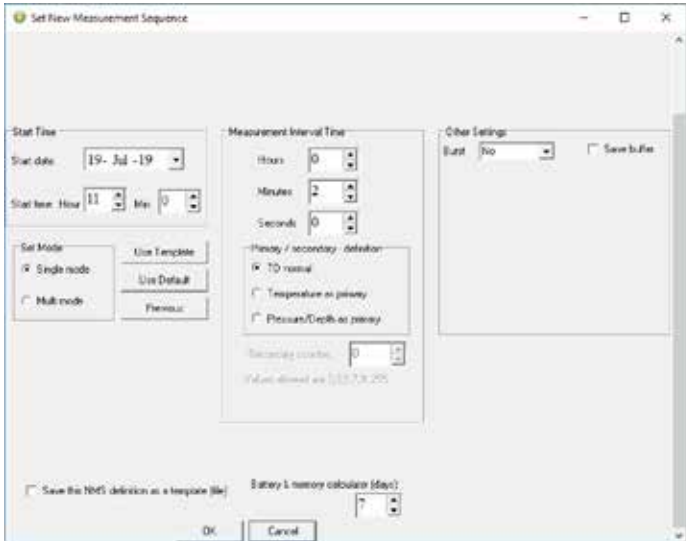 Set New Measurement Sequence
Start Time
Start date 19- Jul -19
Start time Hour 11 Min 0
Set Mode
Single mode
Multi mode
Use Template
Use Default
Previous
Measurement Interval Time
Hours 0
Minutes 2
Seconds 0
Primary / secondary definition
TD normal
Temperature as primary
Pressure/Depth as primary
Secondary counter 0
Values allowed are
Other Settings
Burst No
Save buffer
Save this NMS definition as a template (file)
Battery & memory calculator (days)
7
OK
Cancel